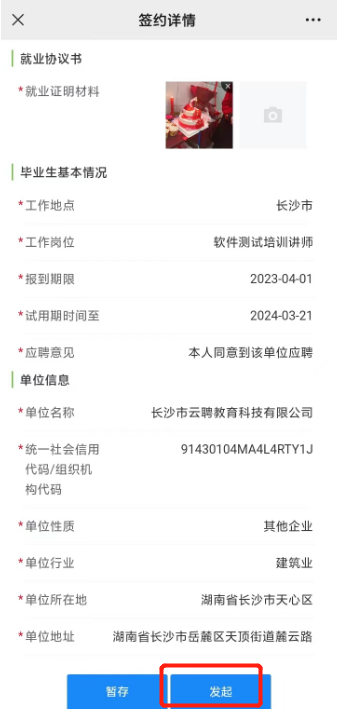 签约详情
就业协议书
*就业证明材料
毕业生基本情况
*工作地点 长沙市
*工作岗位 软件测试培训讲师
*报到期限 2023-04-01
*试用期时间至 2024-03-21
*应聘意见 本人同意到该单位应聘
单位信息
*单位名称 长沙市云聘教育科技有限公司
*统一社会信用 91430104MA4L4RTY1J
代码/组织机
构代码
*单位性质 其他企业
*单位行业 建筑业
*单位所在地 湖南省长沙市天心区
*单位地址 湖南省长沙市岳麓区天顶街道麓云路
暂存 发起